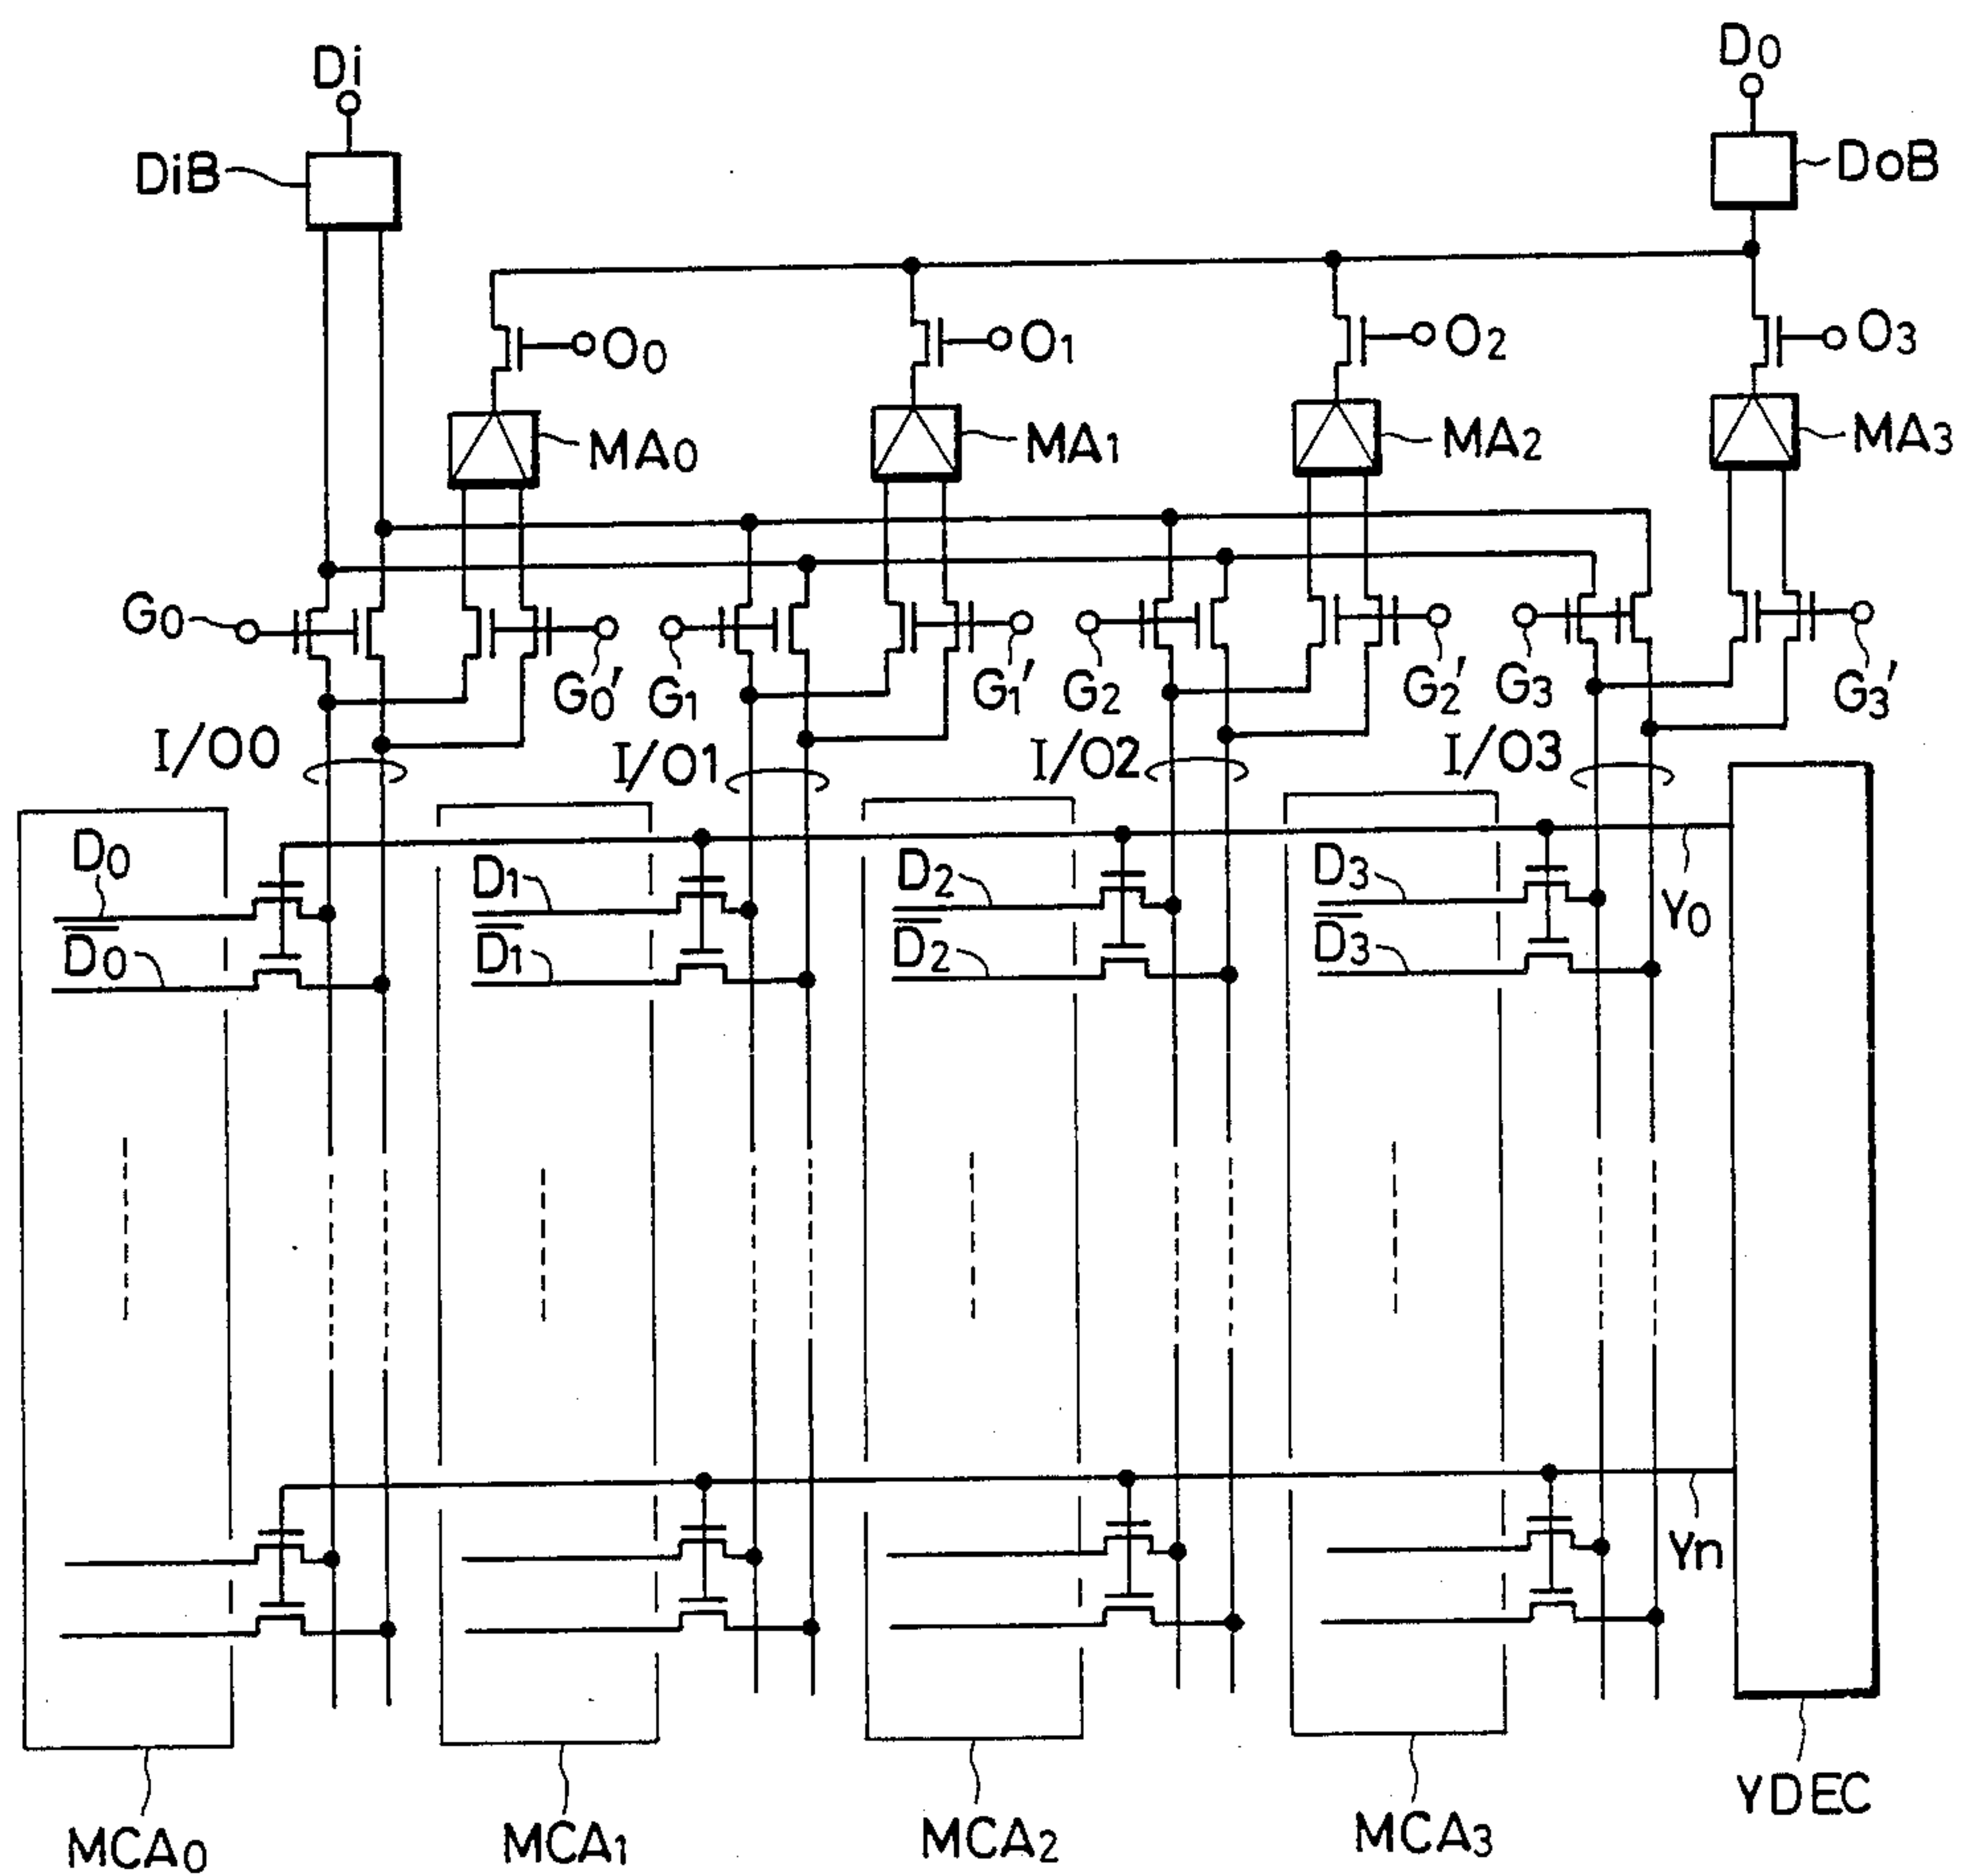 Di
Do
DiB
DoB
O0
O1
O2
O3
MA0
MA1
MA2
MA3
G0
G0'
G1
G1'
G2
G2'
G3
G3'
I/O0
I/O1
I/O2
I/O3
D0
D1
D2
D3
Y0
D̅0̅
D̅1̅
D̅2̅
D̅3̅
Yn
YDEC
MCA0
MCA1
MCA2
MCA3